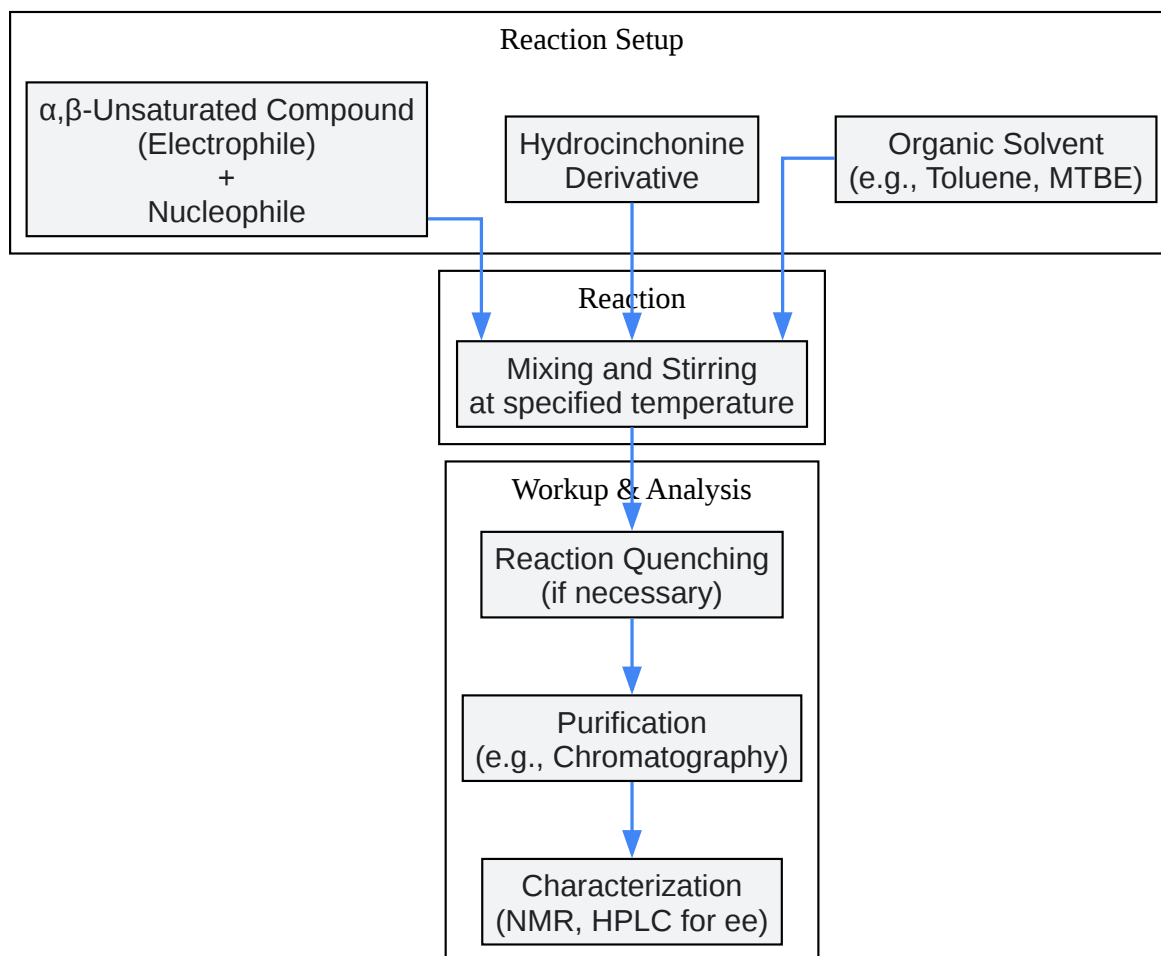 Reaction Setup
α,β-Unsaturated Compound
(Electrophile)
+
Nucleophile
Hydrocinchonine
Derivative
Organic Solvent
(e.g., Toluene, MTBE)
Reaction
Mixing and Stirring
at specified temperature
Workup & Analysis
Reaction Quenching
(if necessary)
Purification
(e.g., Chromatography)
Characterization
(NMR, HPLC for ee)